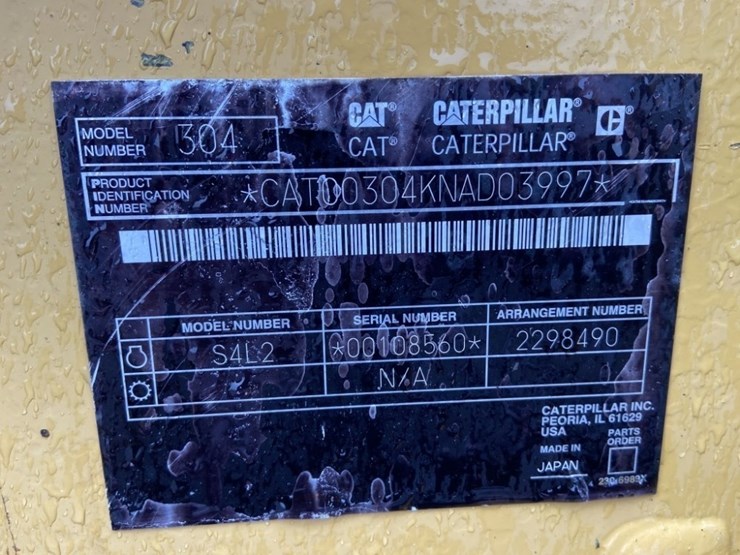 MODEL NUMBER 304
CAT® CATERPILLAR® C®
CAT® CATERPILLAR®
PRODUCT IDENTIFICATION NUMBER *CAT00304KNAD03997*
MODEL NUMBER SERIAL NUMBER ARRANGEMENT NUMBER
S4L2 *00108560* 2298490
N/A
CATERPILLAR INC.
PEORIA, IL 61629
USA
MADE IN JAPAN
PARTS ORDER